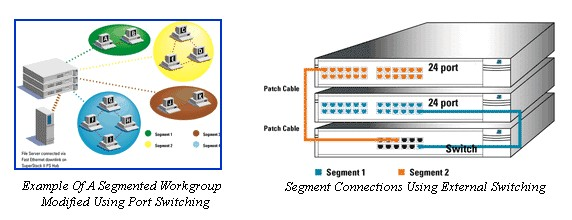 A
B
C
D
E
F
G
H
I
J
K
Segment 1
Segment 2
Segment 3
Segment 4
File Server connected via
Fast Ethernet downlink on
SuperStack II PS Hub
Example Of A Segmented Workgroup
Modified Using Port Switching
24 port
Patch Cable
24 port
Patch Cable
Switch
Segment 1
Segment 2
Segment Connections Using External Switching